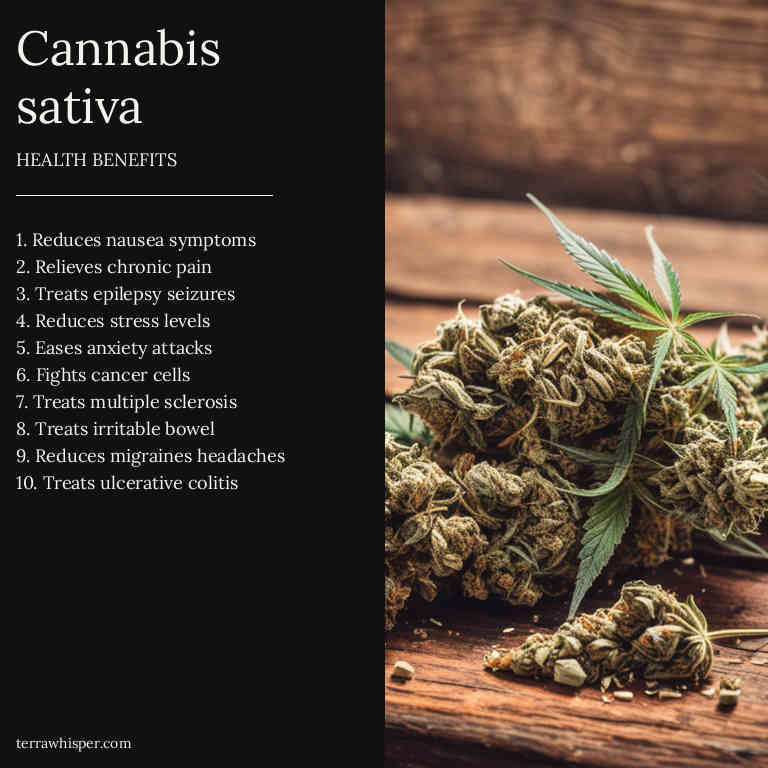 Cannabis
sativa
HEALTH BENEFITS
1. Reduces nausea symptoms
2. Relieves chronic pain
3. Treats epilepsy seizures
4. Reduces stress levels
5. Eases anxiety attacks
6. Fights cancer cells
7. Treats multiple sclerosis
8. Treats irritable bowel
9. Reduces migraines headaches
10. Treats ulcerative colitis
terrawhisper.com